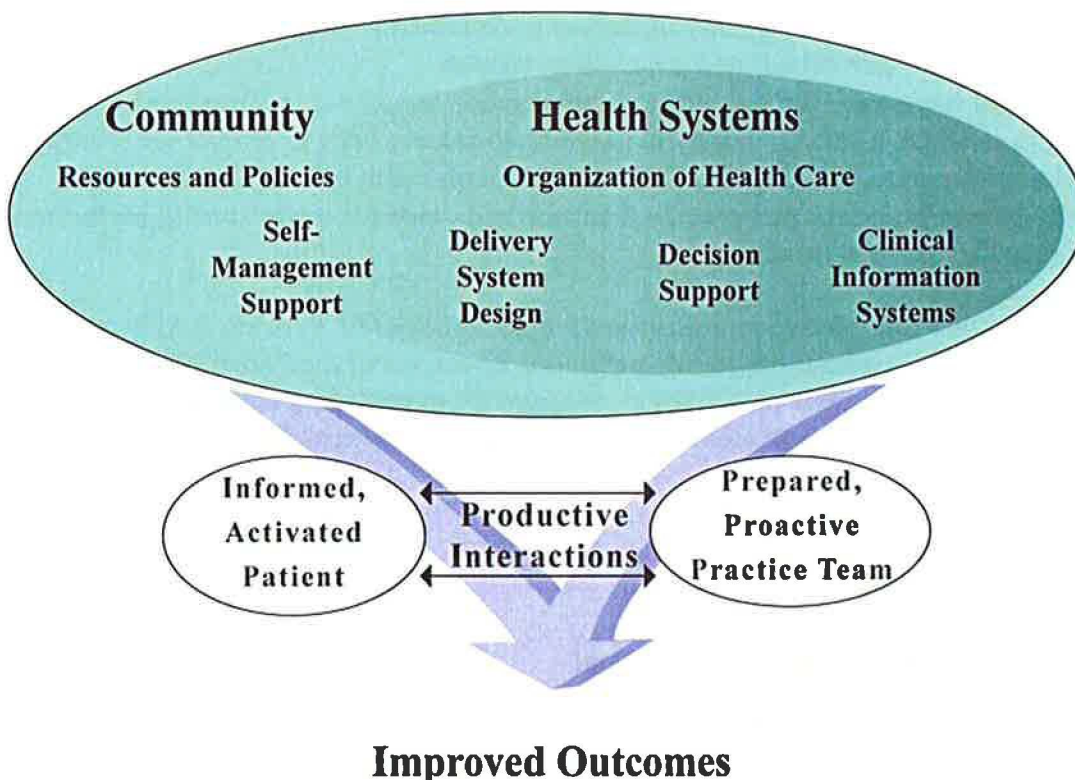 Community
Resources and Policies
Health Systems
Organization of Health Care
Self-
Management
Support
Delivery
System
Design
Decision
Support
Clinical
Information
Systems
Informed,
Activated
Patient
Productive
Interactions
Prepared,
Proactive
Practice Team
Improved Outcomes